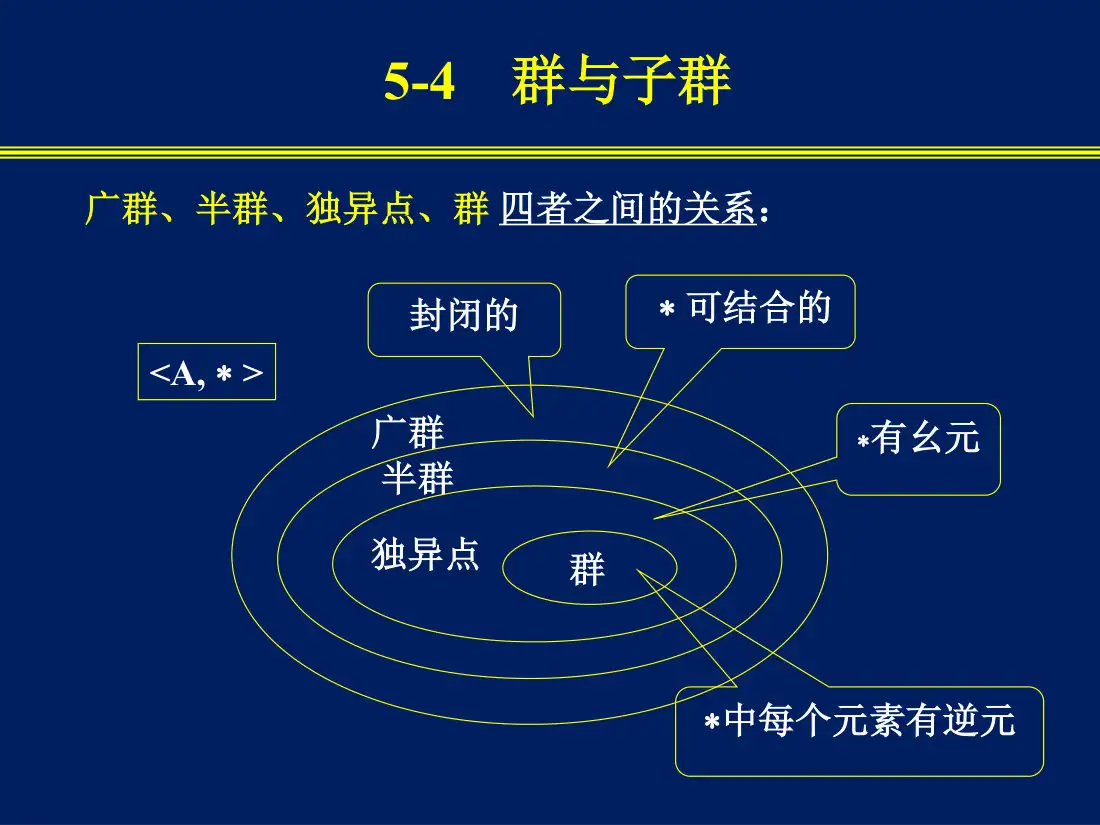 5-4 群与子群
广群、半群、独异点、群 四者之间的关系：
封闭的
*可结合的
<A, * >
广群
*有幺元
半群
独异点
群
*中每个元素有逆元